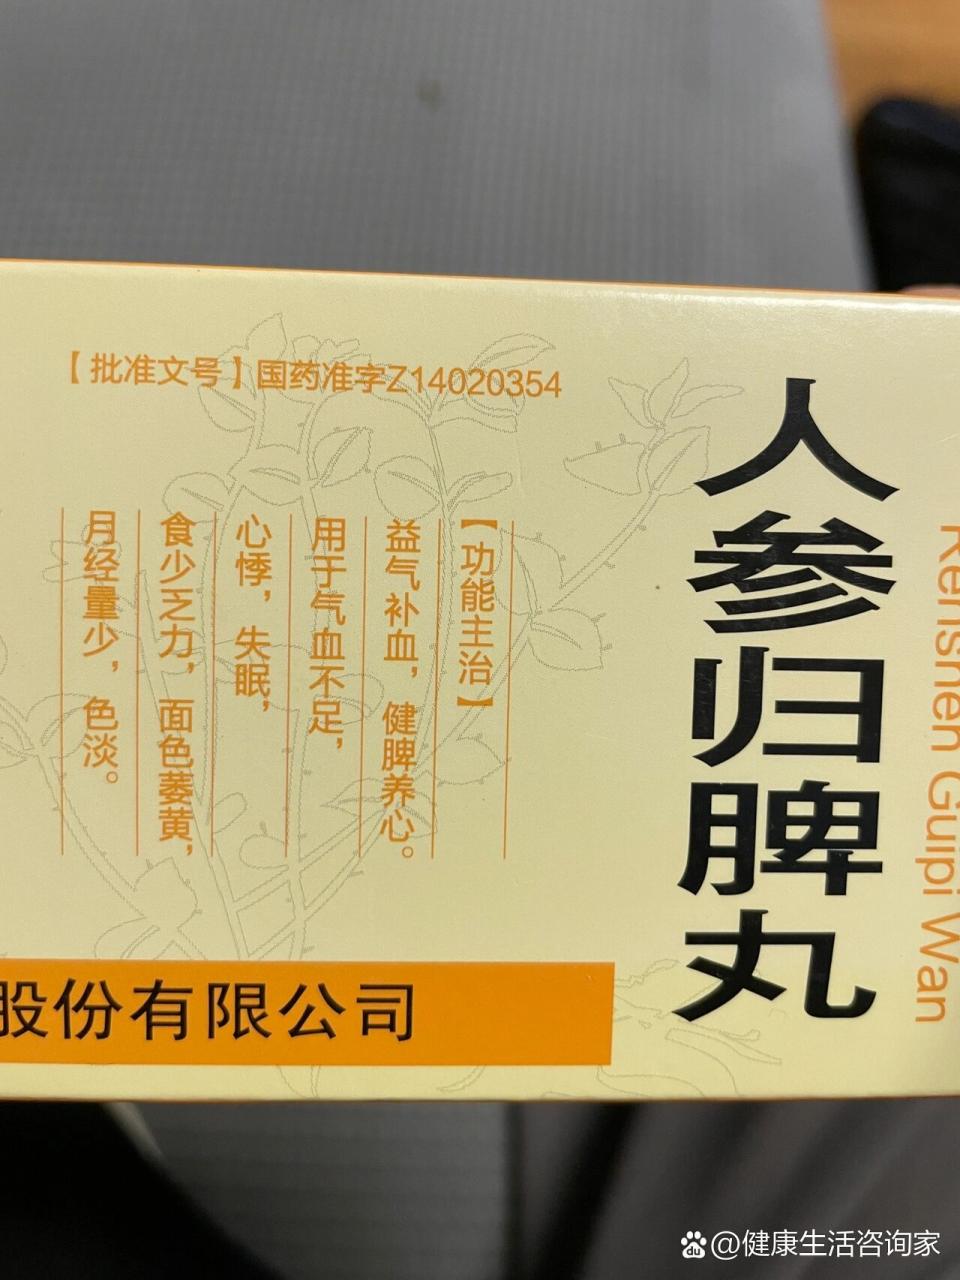 【批准文号】国药准字Z14020354
人参归脾丸
Renshen Guipi Wan
【功能主治】
益气补血，健脾养心。
用于气血不足，
心悸，失眠，
食少乏力，面色萎黄，
月经量少，色淡。
股份有限公司
@健康生活咨询家